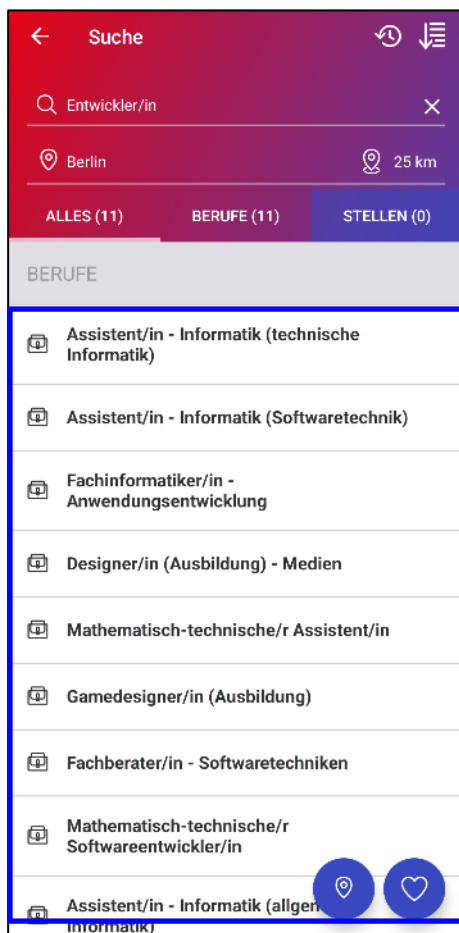 Suche
Entwickler/in
Berlin 25 km
ALLES (11) BERUFE (11) STELLEN (0)
BERUFE
Assistent/in - Informatik (technische
Informatik)
Assistent/in - Informatik (Softwaretechnik)
Fachinformatiker/in -
Anwendungsentwicklung
Designer/in (Ausbildung) - Medien
Mathematisch-technische/r Assistent/in
Gamedesigner/in (Ausbildung)
Fachberater/in - Softwaretechniken
Mathematisch-technische/r
Softwareentwickler/in
Assistent/in - Informatik (allgen
Informatik)